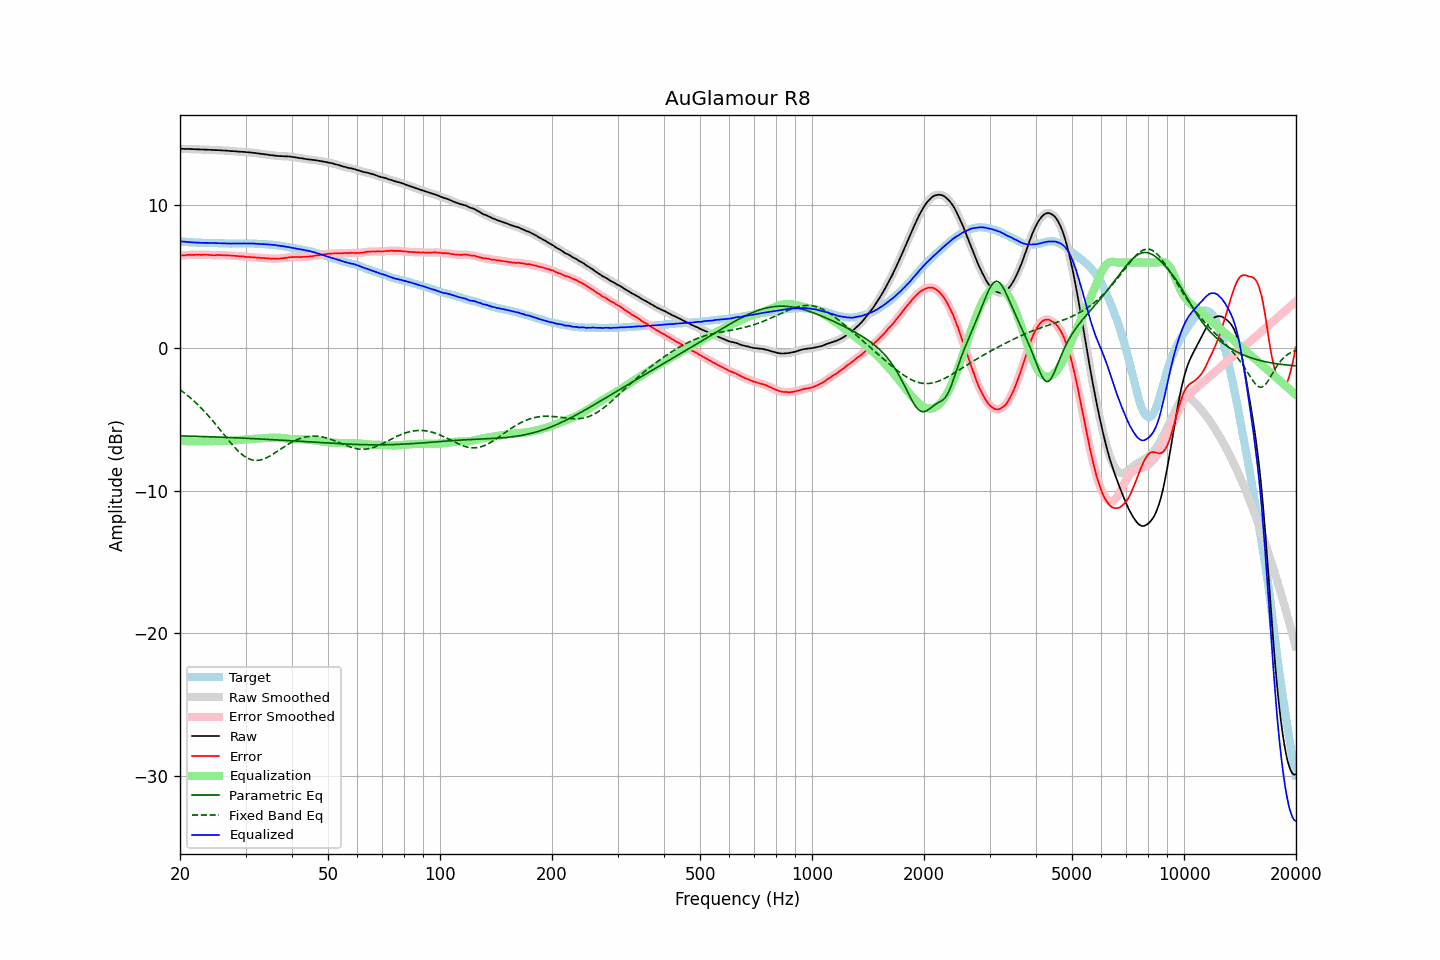 AuGlamour R8
Amplitude (dBr)
10
0
−10
−20
−30
Target
Raw Smoothed
Error Smoothed
Raw
Error
Equalization
Parametric Eq
Fixed Band Eq
Equalized
20 50 100 200 500 1000 2000 5000 10000 20000
Frequency (Hz)